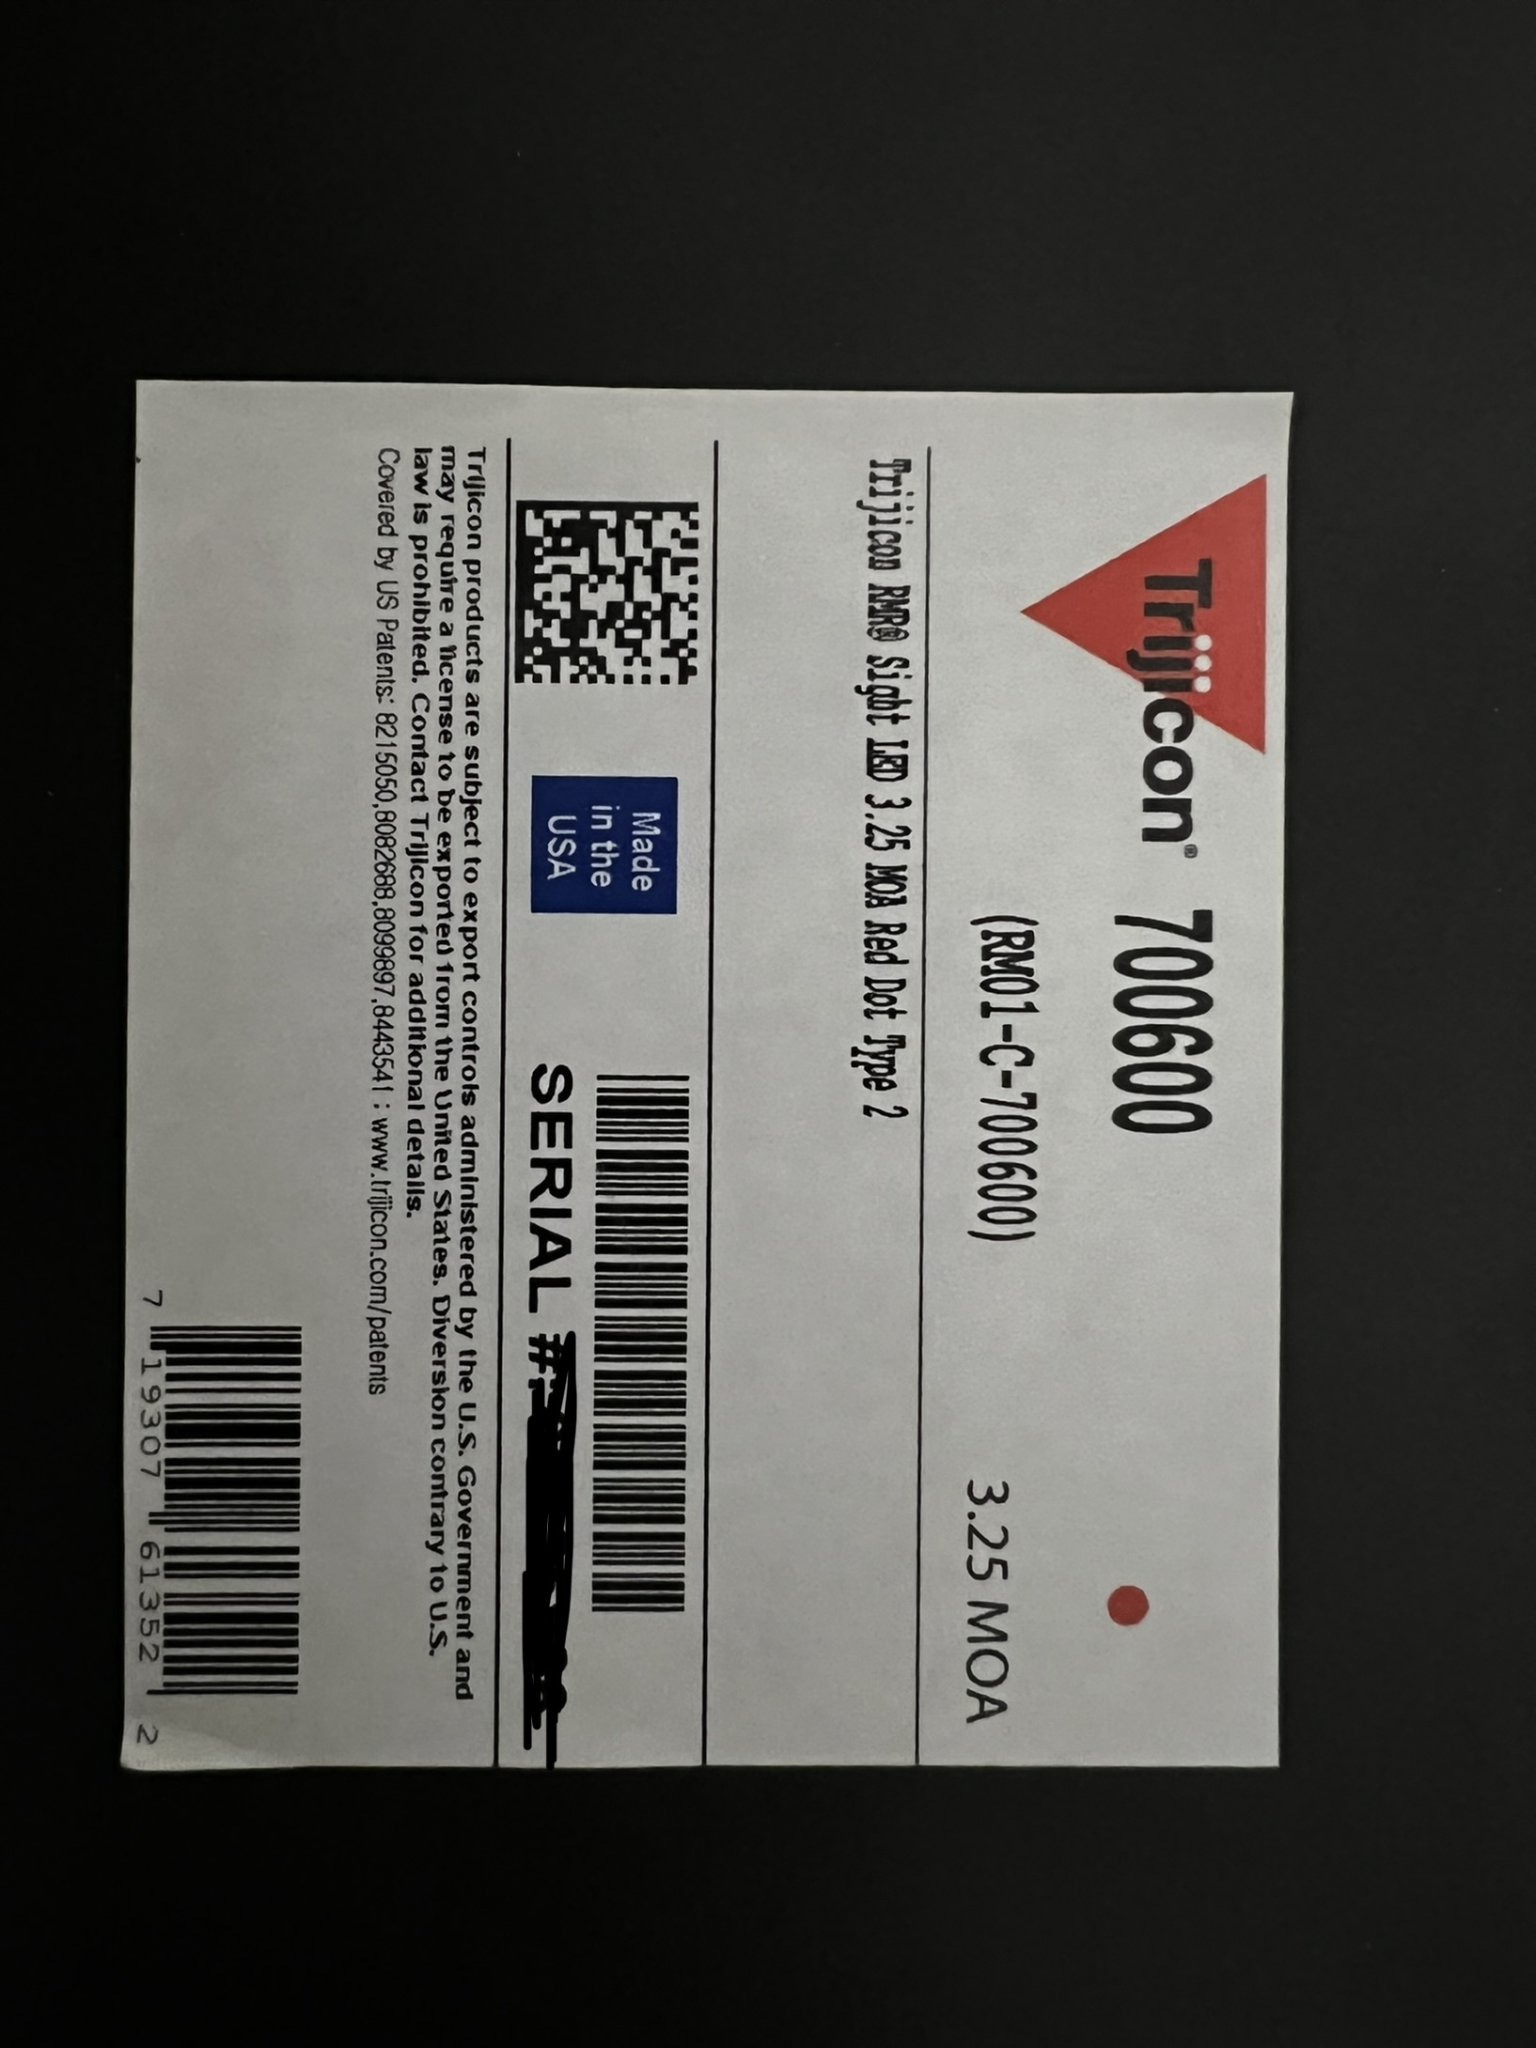 Trijicon® 700600
(RM01-C-700600)
3.25 MOA
Trijicon RMR® Sight LED 3.25 MOA Red Dot Type 2
Made
in the
USA
SERIAL #
Trijicon products are subject to export controls administered by the U.S. Government and
may require a license to be exported from the United States. Diversion contrary to U.S.
law is prohibited. Contact Trijicon for additional details.
Covered by US Patents: 8215050,8082688,8099897,8443541 : www.trijicon.com/patents
7 19307 61352 2